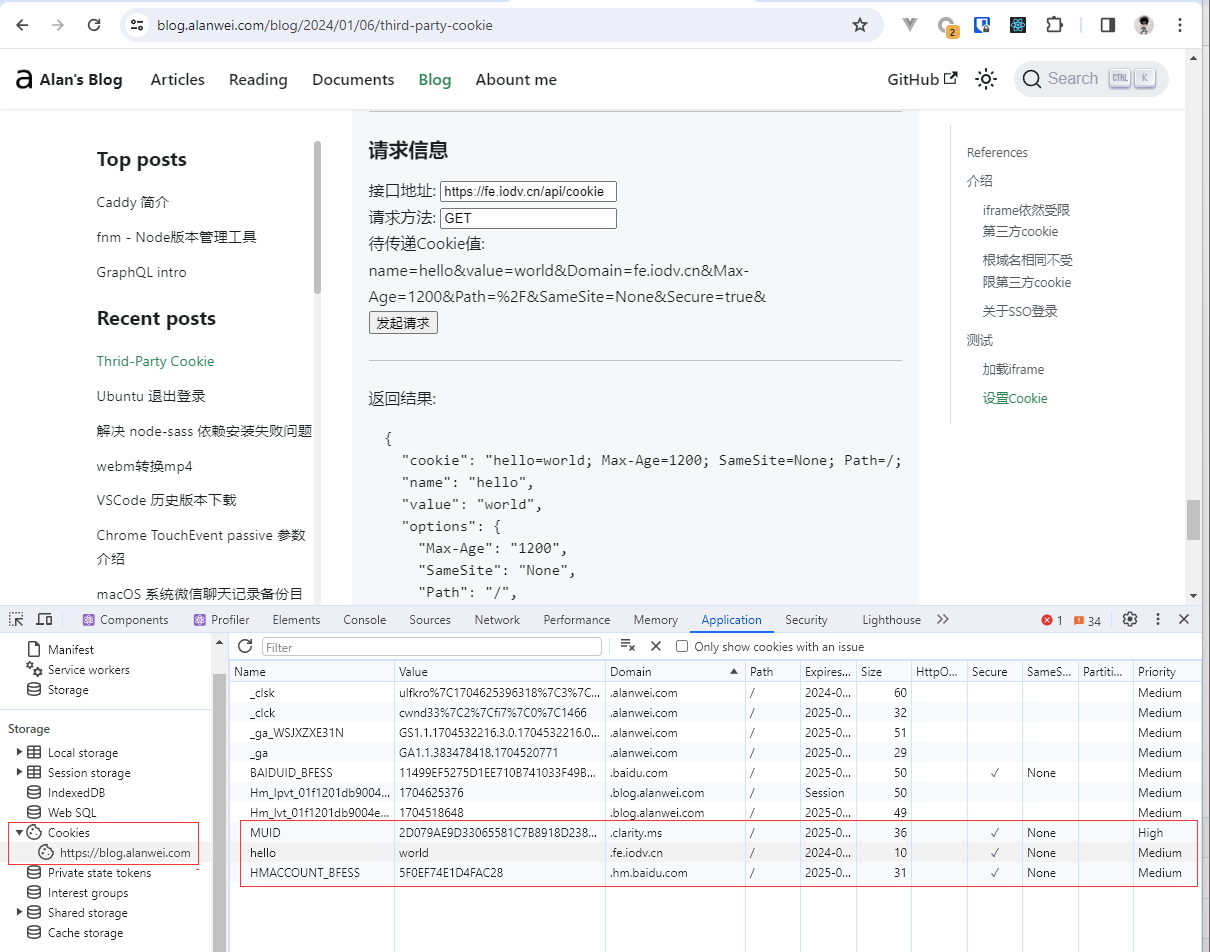 blog.alanwei.com/blog/2024/01/06/third-party-cookie
2
a Alan's Blog Articles Reading Documents Blog About me GitHub Search CTRL K
Top posts
Caddy 简介
fnm - Node版本管理工具
GraphQL intro
Recent posts
Thrid-Party Cookie
Ubuntu 退出登录
解决 node-sass 依赖安装失败问题
webm转换mp4
VSCode 历史版本下载
Chrome TouchEvent passive 参数
介绍
macOS 系统微信聊天记录备份目
请求信息
接口地址: https://fe.iodv.cn/api/cookie
请求方法: GET
待传递Cookie值:
name=hello&value=world&Domain=fe.iodv.cn&Max-
Age=1200&Path=%2F&SameSite=None&Secure=true&
发起请求
返回结果:
{
"cookie": "hello=world; Max-Age=1200; SameSite=None; Path=/;
"name": "hello",
"value": "world",
"options": {
"Max-Age": "1200",
"SameSite": "None",
"Path": "/",
References
介绍
iframe依然受限
第三方cookie
根域名相同不受
限第三方cookie
关于SSO登录
测试
加载iframe
设置Cookie
Components Profiler Elements Console Sources Network Performance Memory Application Security Lighthouse 1 34
Manifest
Service workers
Storage
Storage
Local storage
Session storage
IndexedDB
Web SQL
Cookies
https://blog.alanwei.com
Private state tokens
Interest groups
Shared storage
Cache storage
Filter Only show cookies with an issue
Name Value Domain Path Expires... Size HttpO... Secure SameS... Partiti... Priority
_clsk ulfkro%7C1704625396318%7C3%7C... .alanwei.com / 2024-0... 60 Medium
_clck cwnd33%7C2%7Cfi7%7C0%7C1466 .alanwei.com / 2025-0... 32 Medium
_ga_WSJXZXE31N GS1.1.1704532216.3.0.1704532216.0... .alanwei.com / 2025-0... 51 Medium
_ga GA1.1.383478418.1704520771 .alanwei.com / 2025-0... 29 Medium
BAIDUID_BFESS 11499EF5275D1EE710B741033F49B... .baidu.com / 2025-0... 50 ✓ None Medium
Hm_lpvt_01f1201db9004... 1704625376 .blog.alanwei.com / Session 50 Medium
Hm_lvt_01f1201db9004e... 1704518648 .blog.alanwei.com / 2025-0... 49 Medium
MUID 2D079AE9D33065581C7B8918D238... .clarity.ms / 2025-0... 36 ✓ None High
hello world .fe.iodv.cn / 2024-0... 10 ✓ None Medium
HMACCOUNT_BFESS 5F0EF74E1D4FAC28 .hm.baidu.com / 2025-0... 31 ✓ None Medium